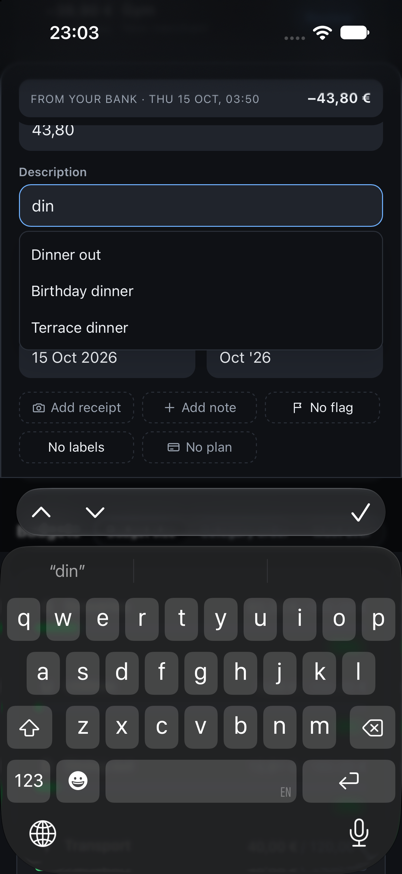 23:03
FROM YOUR BANK · THU 15 OCT, 03:50 −43,80 €
43,80
Description
din
Dinner out
Birthday dinner
Terrace dinner
15 Oct 2026 Oct '26
Add receipt Add note No flag
No labels No plan
“din”
q w e r t y u i o p
a s d f g h j k l
z x c v b n m
123 EN
Transport